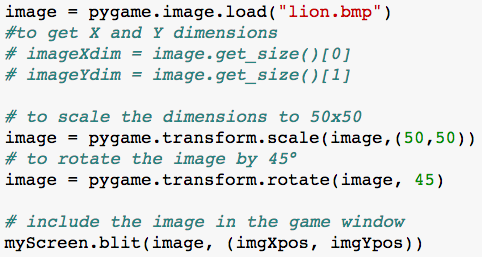 image = pygame.image.load("lion.bmp")
#to get X and Y dimensions
# imageXdim = image.get_size()[0]
# imageYdim = image.get_size()[1]
# to scale the dimensions to 50x50
image = pygame.transform.scale(image,(50,50))
# to rotate the image by 45°
image = pygame.transform.rotate(image, 45)
# include the image in the game window
myScreen.blit(image, (imgXpos, imgYpos))